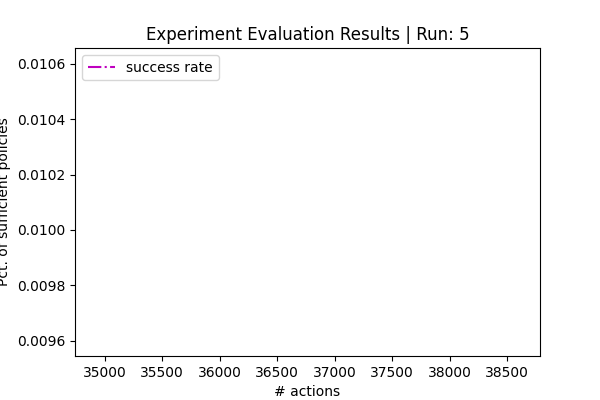 Experiment Evaluation Results | Run: 5
success rate
Pct. of sufficient policies
0.0106
0.0104
0.0102
0.0100
0.0098
0.0096
35000 35500 36000 36500 37000 37500 38000 38500
# actions